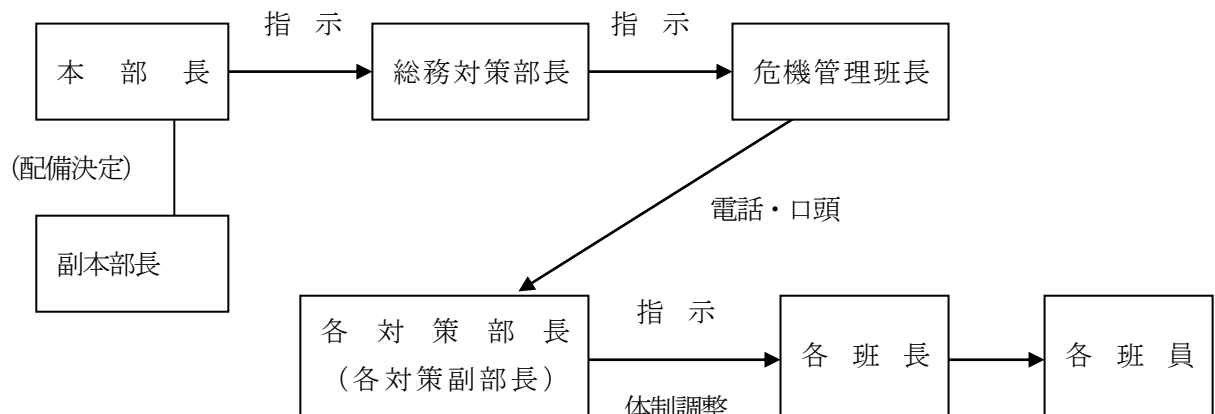 指 示
指 示
本 部 長
総務対策部長
危機管理班長
(配備決定)
電話・口頭
副本部長
指 示
各 対 策 部 長
(各対策副部長)
各 班 長
各 班 員
体制調整